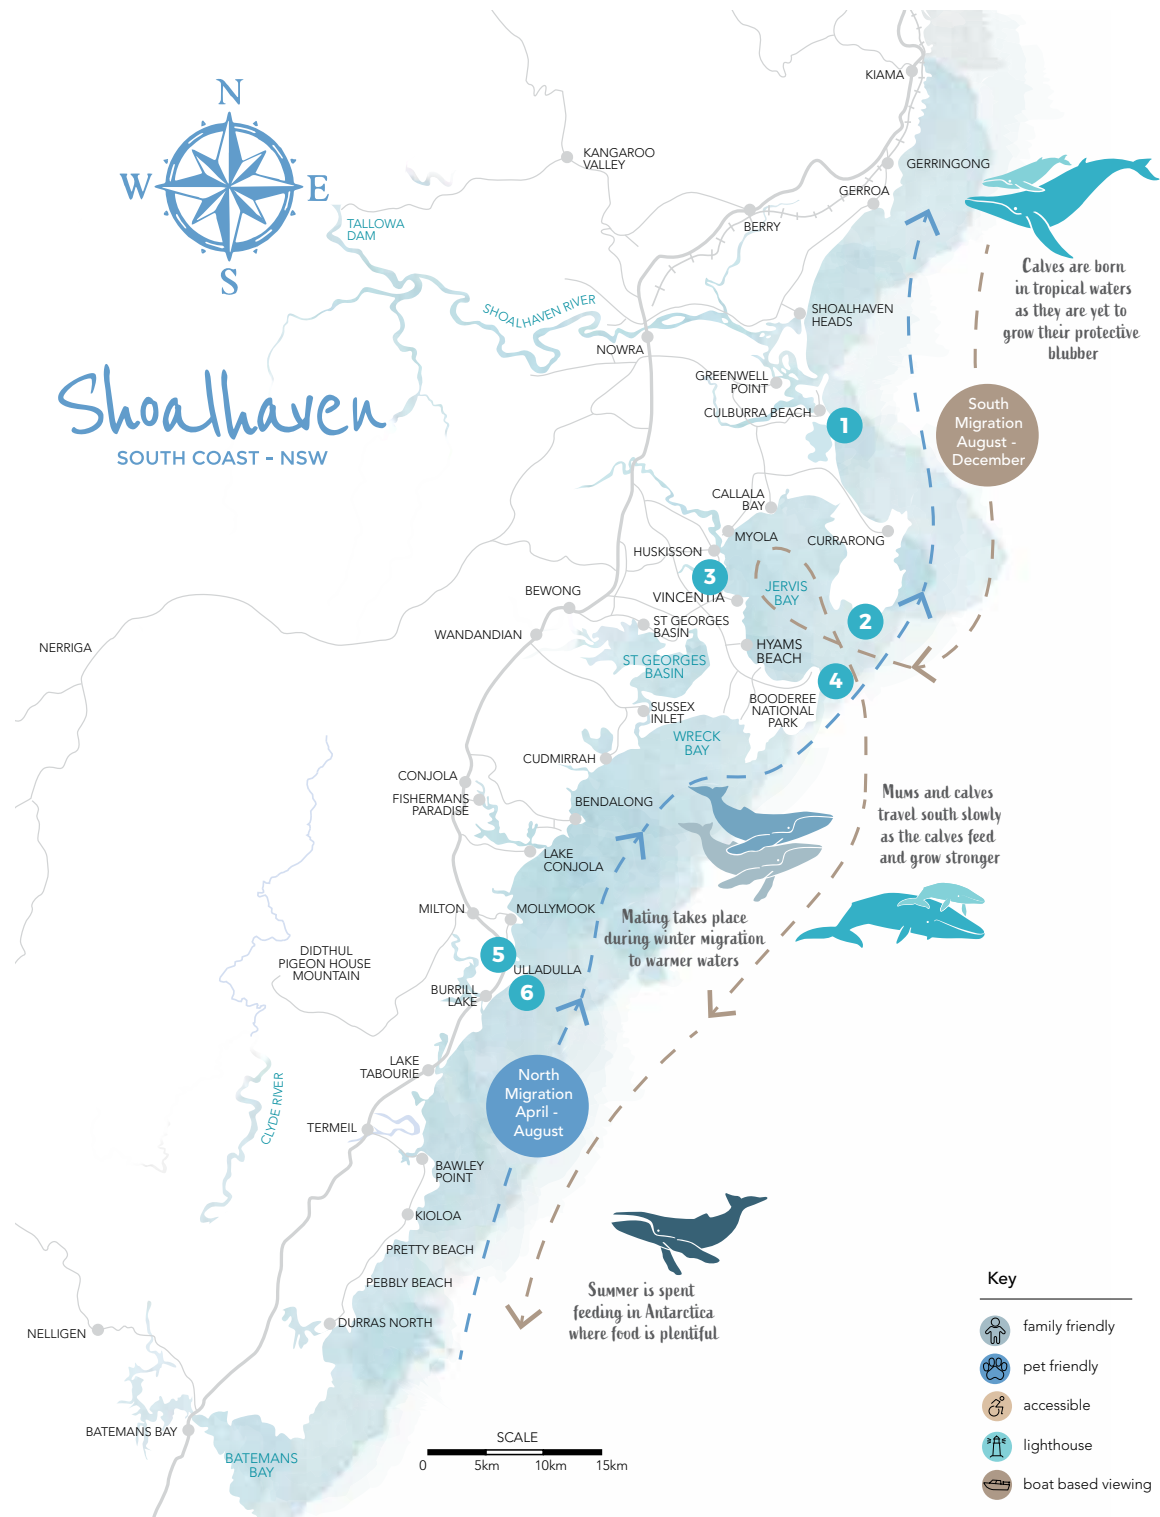 N
W
E
S
Shoalhaven
SOUTH COAST - NSW
KIAMA
KANGAROO
VALLEY
GERRINGONG
GERROA
BERRY
TALLOWA
DAM
SHOALHAVEN RIVER
SHOALHAVEN
HEADS
NOWRA
GREENWELL
POINT
CULBURRA BEACH
1
Calves are born
in tropical waters
as they are yet to
grow their protective
blubber
South
Migration
August -
December
CALLALA
BAY
MYOLA
CURRARONG
HUSKISSON
3
VINCENTIA
JERVIS
BAY
2
BEWONG
WANDANDIAN
ST GEORGES
BASIN
ST GEORGES
BASIN
HYAMS
BEACH
4
NERRIGA
BOODEREE
NATIONAL
PARK
SUSSEX
INLET
WRECK
BAY
CUDMIRRAH
CONJOLA
FISHERMANS
PARADISE
BENDALONG
LAKE
CONJOLA
Mums and calves
travel south slowly
as the calves feed
and grow stronger
MILTON
MOLLYMOOK
Mating takes place
during winter migration
to warmer waters
DIDTHUL
PIGEON HOUSE
MOUNTAIN
5
ULLADULLA
6
BURRILL
LAKE
LAKE
TABOURIE
CLYDE RIVER
North
Migration
April -
August
TERMEIL
BAWLEY
POINT
KIOLOA
PRETTY BEACH
PEBBLY BEACH
DURRAS NORTH
Summer is spent
feeding in Antarctica
where food is plentiful
NELLIGEN
BATEMANS BAY
BATEMANS
BAY
SCALE
0 5km 10km 15km
Key
family friendly
pet friendly
accessible
lighthouse
boat based viewing